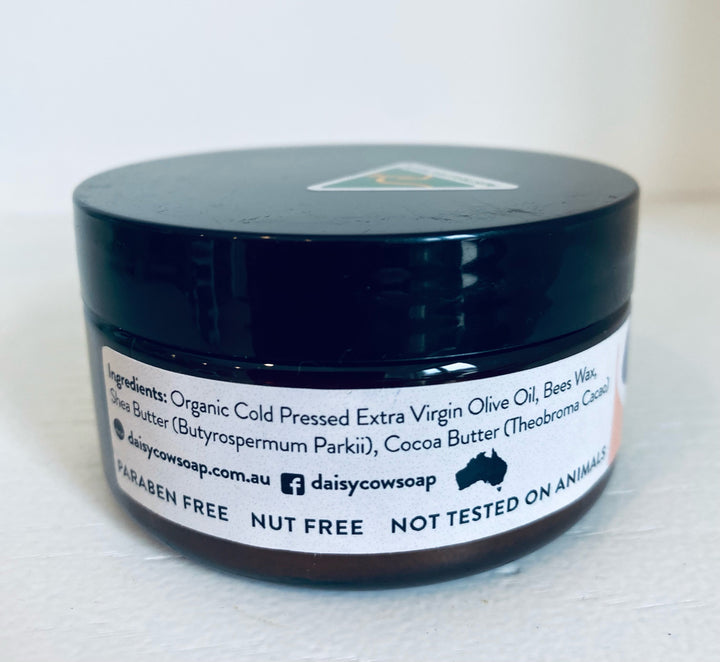 Ingredients: Organic Cold Pressed Extra Virgin Olive Oil, Bees Wax,
Shea Butter (Butyrospermum Parkii), Cocoa Butter (Theobroma Cacao)
daisycowsoap.com.au f daisycowsoap
PARABEN FREE NUT FREE NOT TESTED ON ANIMALS